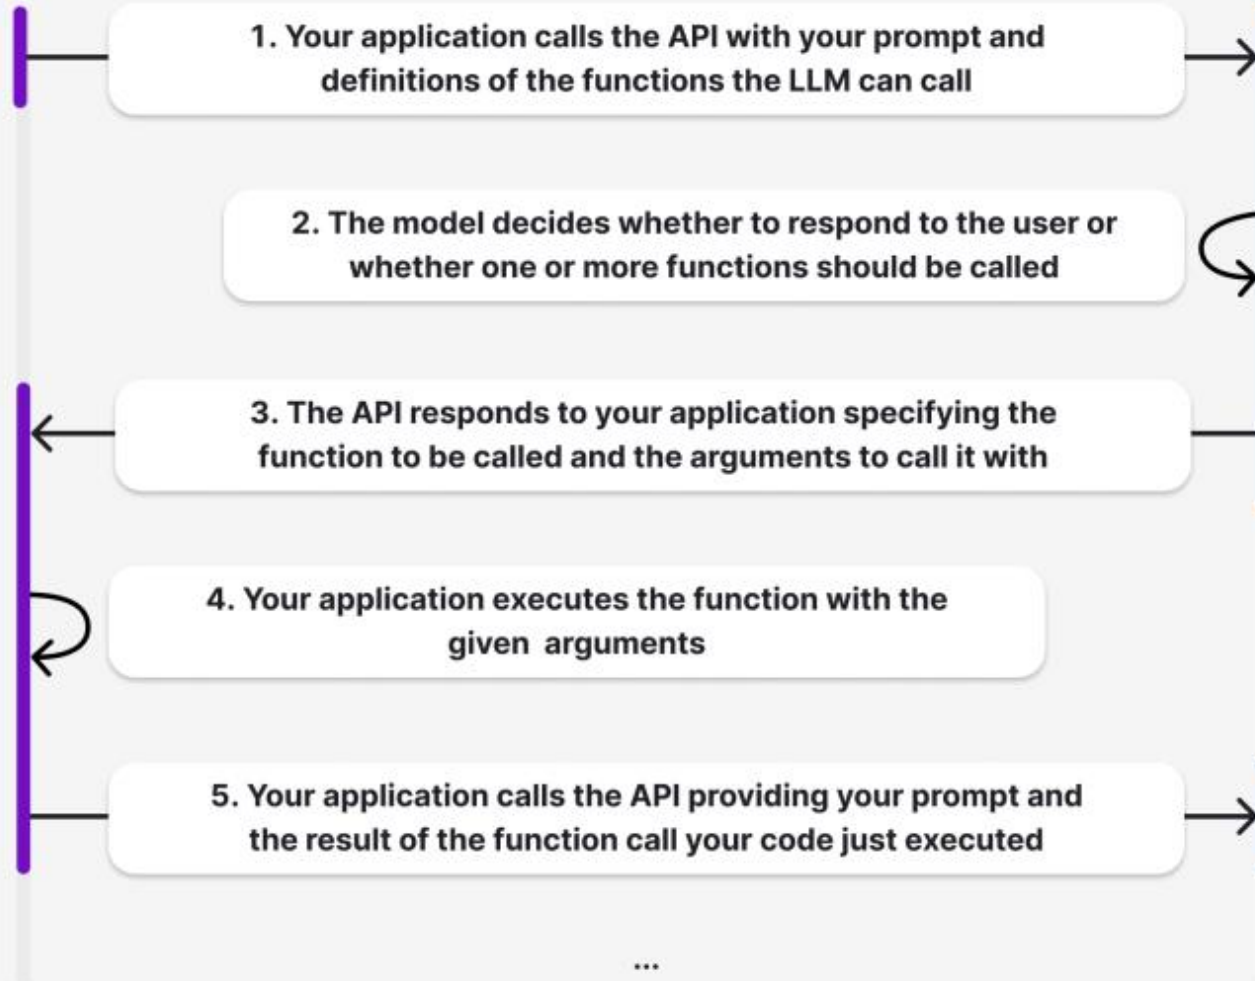 1. Your application calls the API with your prompt and
definitions of the functions the LLM can call
2. The model decides whether to respond to the user or
whether one or more functions should be called
3. The API responds to your application specifying the
function to be called and the arguments to call it with
4. Your application executes the function with the
given  arguments
5. Your application calls the API providing your prompt and
the result of the function call your code just executed
...